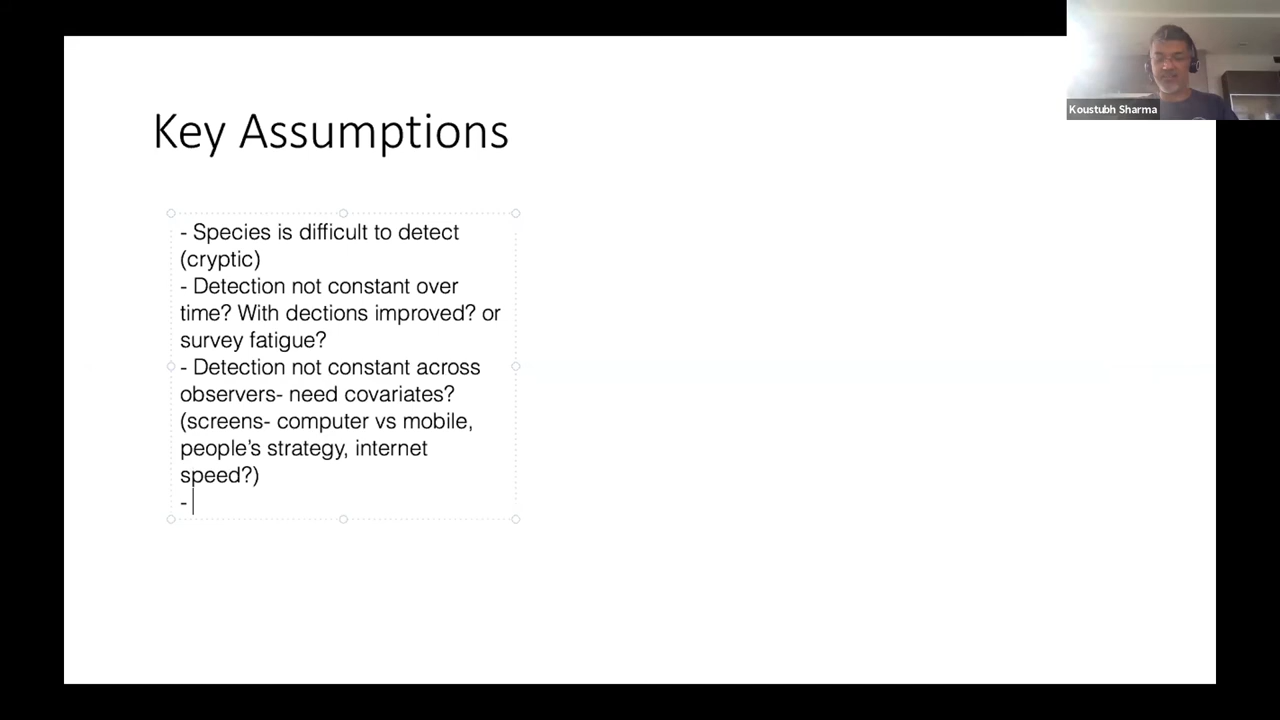 Koustubh Sharma
Key Assumptions
- Species is difficult to detect
(cryptic)
- Detection not constant over
time? With dections improved? or
survey fatigue?
- Detection not constant across
observers- need covariates?
(screens- computer vs mobile,
people's strategy, internet
speed?)
-